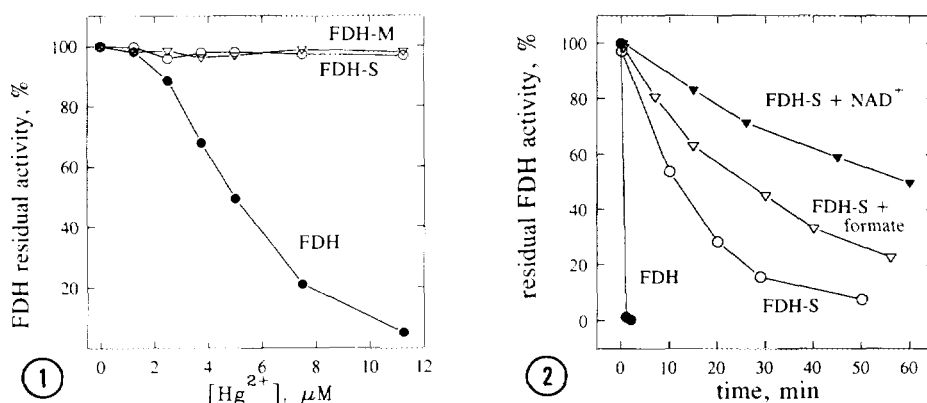 FDH residual activity, %
100
80
60
40
20
FDH-M
FDH-S
FDH
0 2 4 6 8 10 12
[Hg²⁺], μM
1
residual FDH activity, %
100
80
60
40
20
0
FDH-S + NAD⁺
FDH-S +
formate
FDH
FDH-S
0 10 20 30 40 50 60
time, min
2